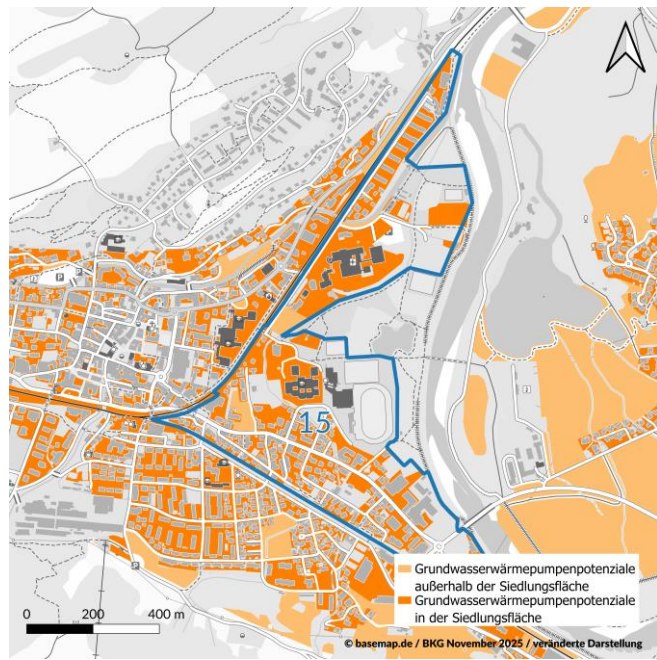 15
Grundwasserwärmepumpenpotenziale
außerhalb der Siedlungsfläche
Grundwasserwärmepumpenpotenziale
in der Siedlungsfläche
0 200 400 m
© basemap.de / BKG November 2025 / veränderte Darstellung